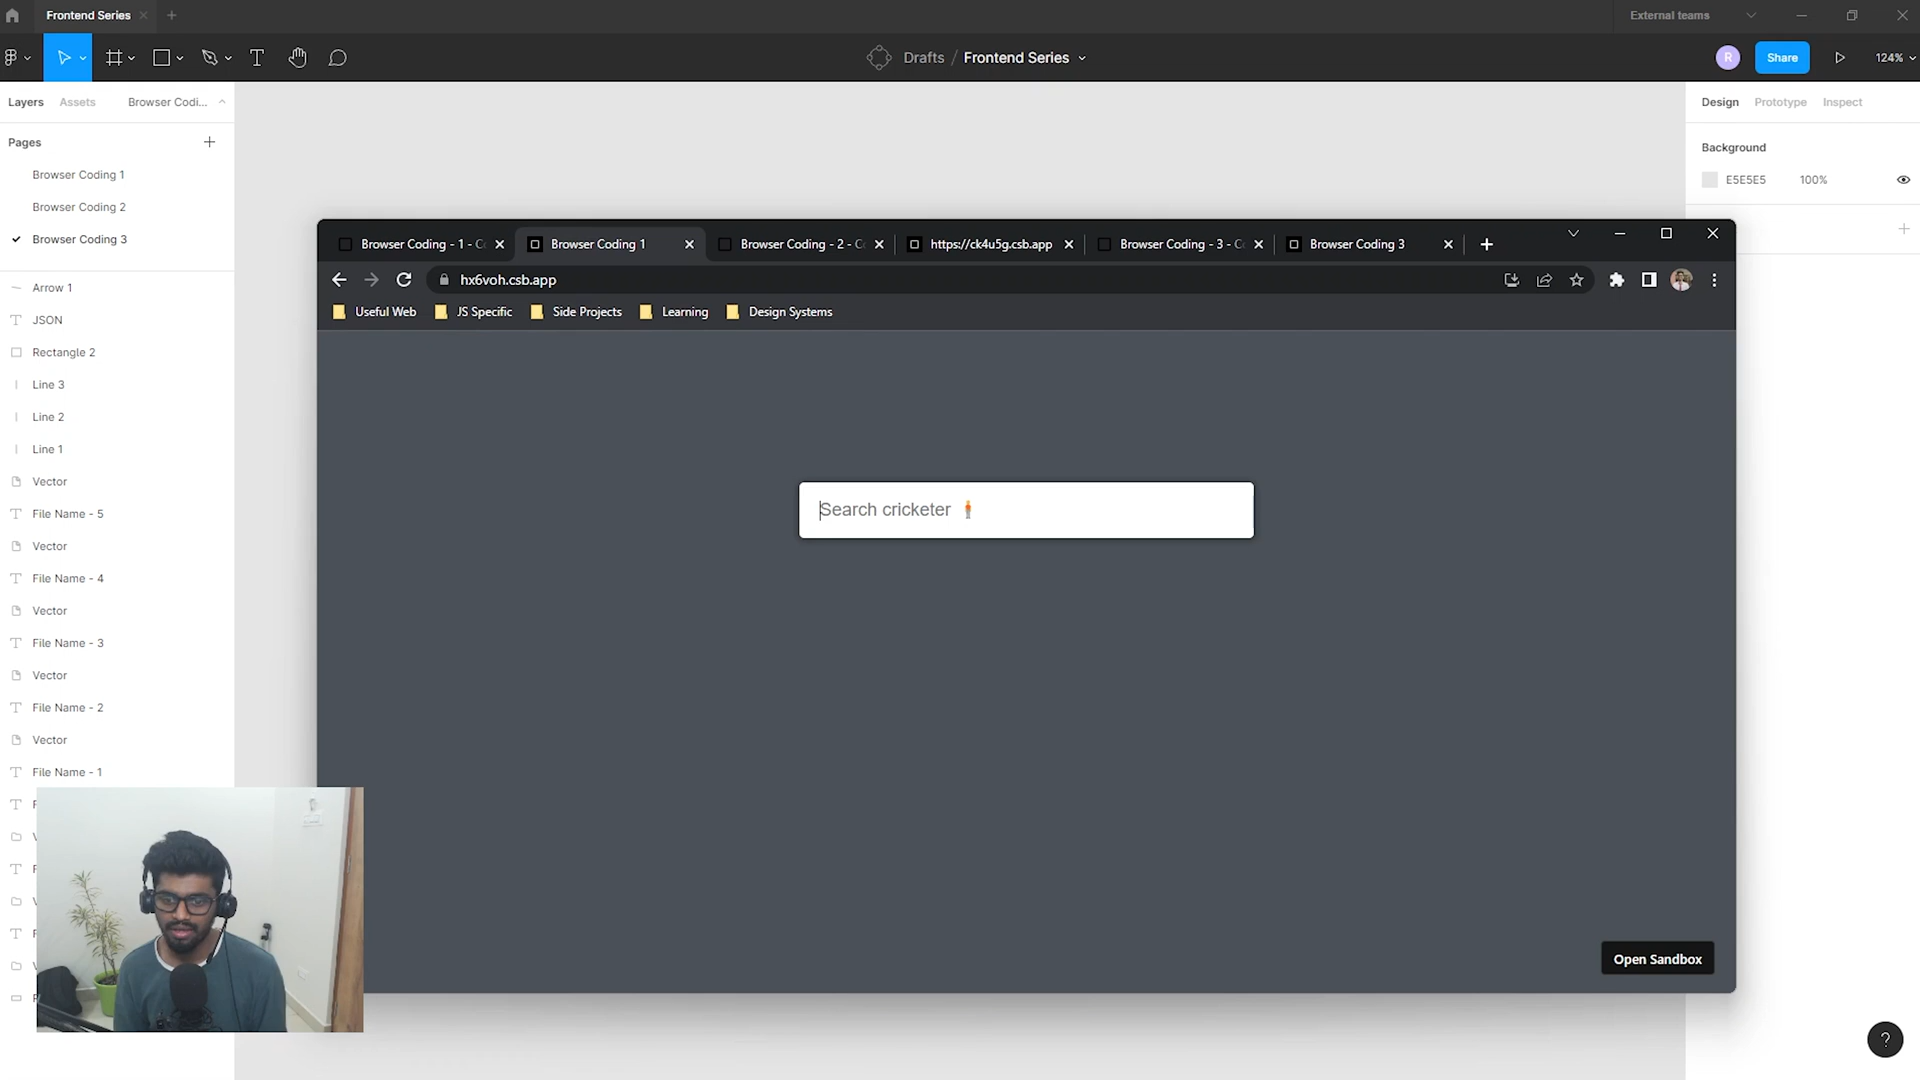 Frontend Series
External teams
Drafts / Frontend Series
R
Share
124%
Layers
Assets
Browser Codi...
Design
Prototype
Inspect
Pages
Background
Browser Coding 1
E5E5E5
100%
Browser Coding 2
Browser Coding 3
Arrow 1
JSON
Rectangle 2
Line 3
Line 2
Line 1
Vector
File Name - 5
Vector
File Name - 4
Vector
File Name - 3
Vector
File Name - 2
Vector
File Name - 1
Browser Coding - 1 - Co
Browser Coding 1
Browser Coding - 2 - Co
https://ck4u5g.csb.app
Browser Coding - 3 - Co
Browser Coding 3
hx6voh.csb.app
Useful Web
JS Specific
Side Projects
Learning
Design Systems
Search cricketer
Open Sandbox
?